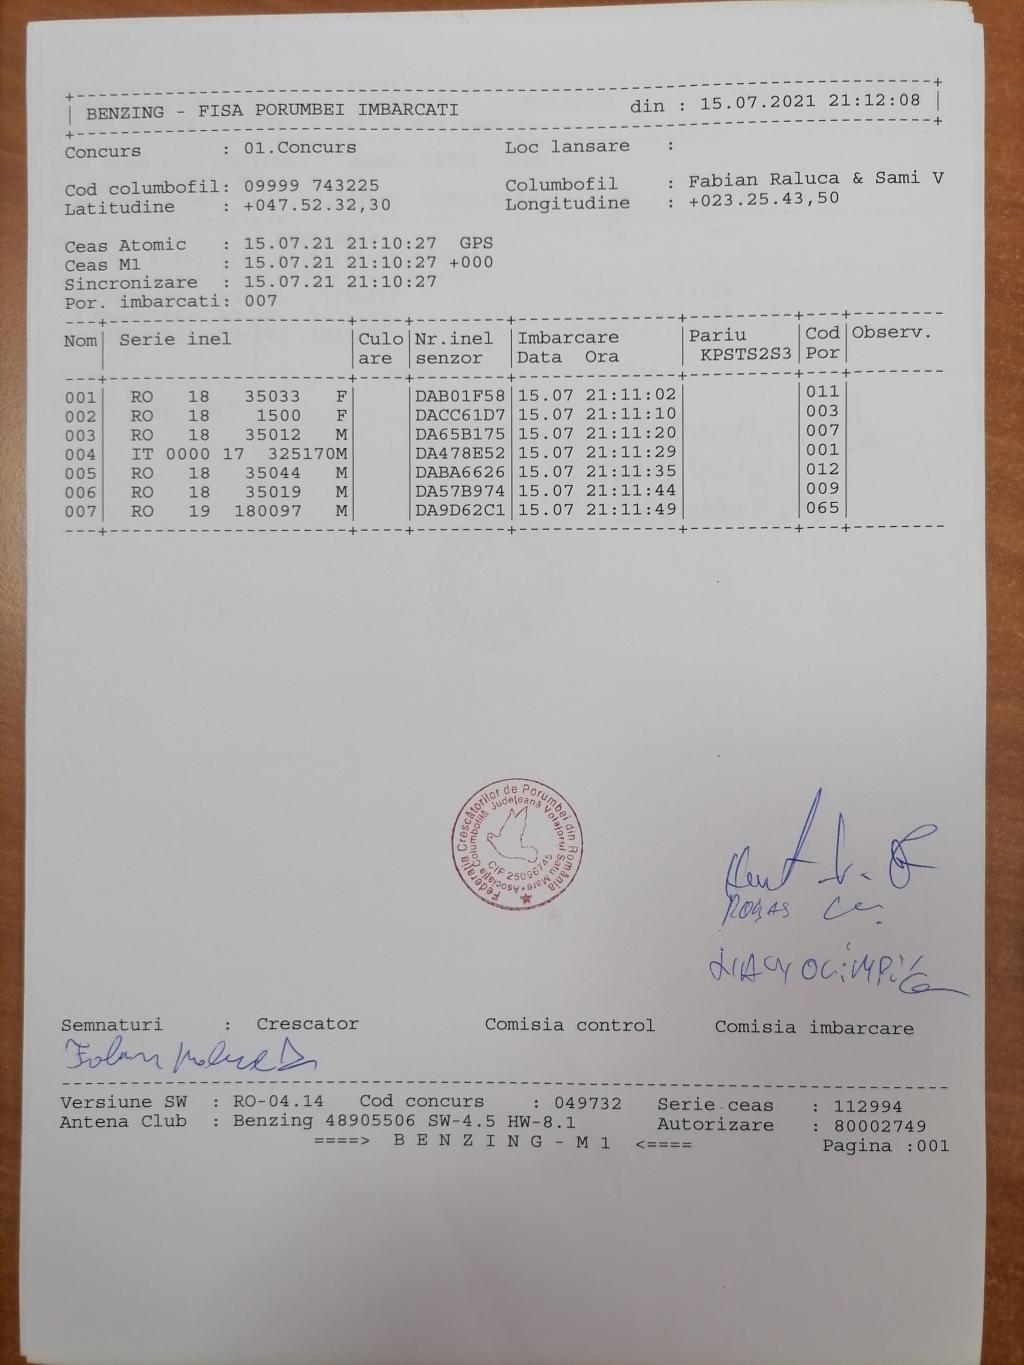 BENZING - FISA PORUMBEI IMBARCATI din : 15.07.2021 21:12:08
Concurs : 01.Concurs Loc lansare :
Cod columbofil: 09999 743225 Columbofil : Fabian Raluca & Sami V
Latitudine : +047.52.32,30 Longitudine : +023.25.43,50
Ceas Atomic : 15.07.21 21:10:27 GPS
Ceas M1 : 15.07.21 21:10:27 +000
Sincronizare : 15.07.21 21:10:27
Por. imbarcati: 007
Nom Serie inel Culo Nr.inel Imbarcare Pariu Cod Observ.
are senzor Data Ora KPSTS2S3 Por
001 RO 18 35033 F DAB01F58 15.07 21:11:02 011
002 RO 18 1500 F DACC61D7 15.07 21:11:10 003
003 RO 18 35012 M DA65B175 15.07 21:11:20 007
004 IT 0000 17 325170M DA478E52 15.07 21:11:29 001
005 RO 18 35044 M DABA6626 15.07 21:11:35 012
006 RO 18 35019 M DA57B974 15.07 21:11:44 009
007 RO 19 180097 M DA9D62C1 15.07 21:11:49 065
Federația Crescătorilor de Porumbei din România
Asociația Columbofilă Județeană Voiajorul Satu Mare
CIF 25096745
Semnaturi : Crescator Comisia control Comisia imbarcare
Versiune SW : RO-04.14 Cod concurs : 049732 Serie ceas : 112994
Antena Club : Benzing 48905506 SW-4.5 HW-8.1 Autorizare : 80002749
====> B E N Z I N G - M 1 <==== Pagina :001